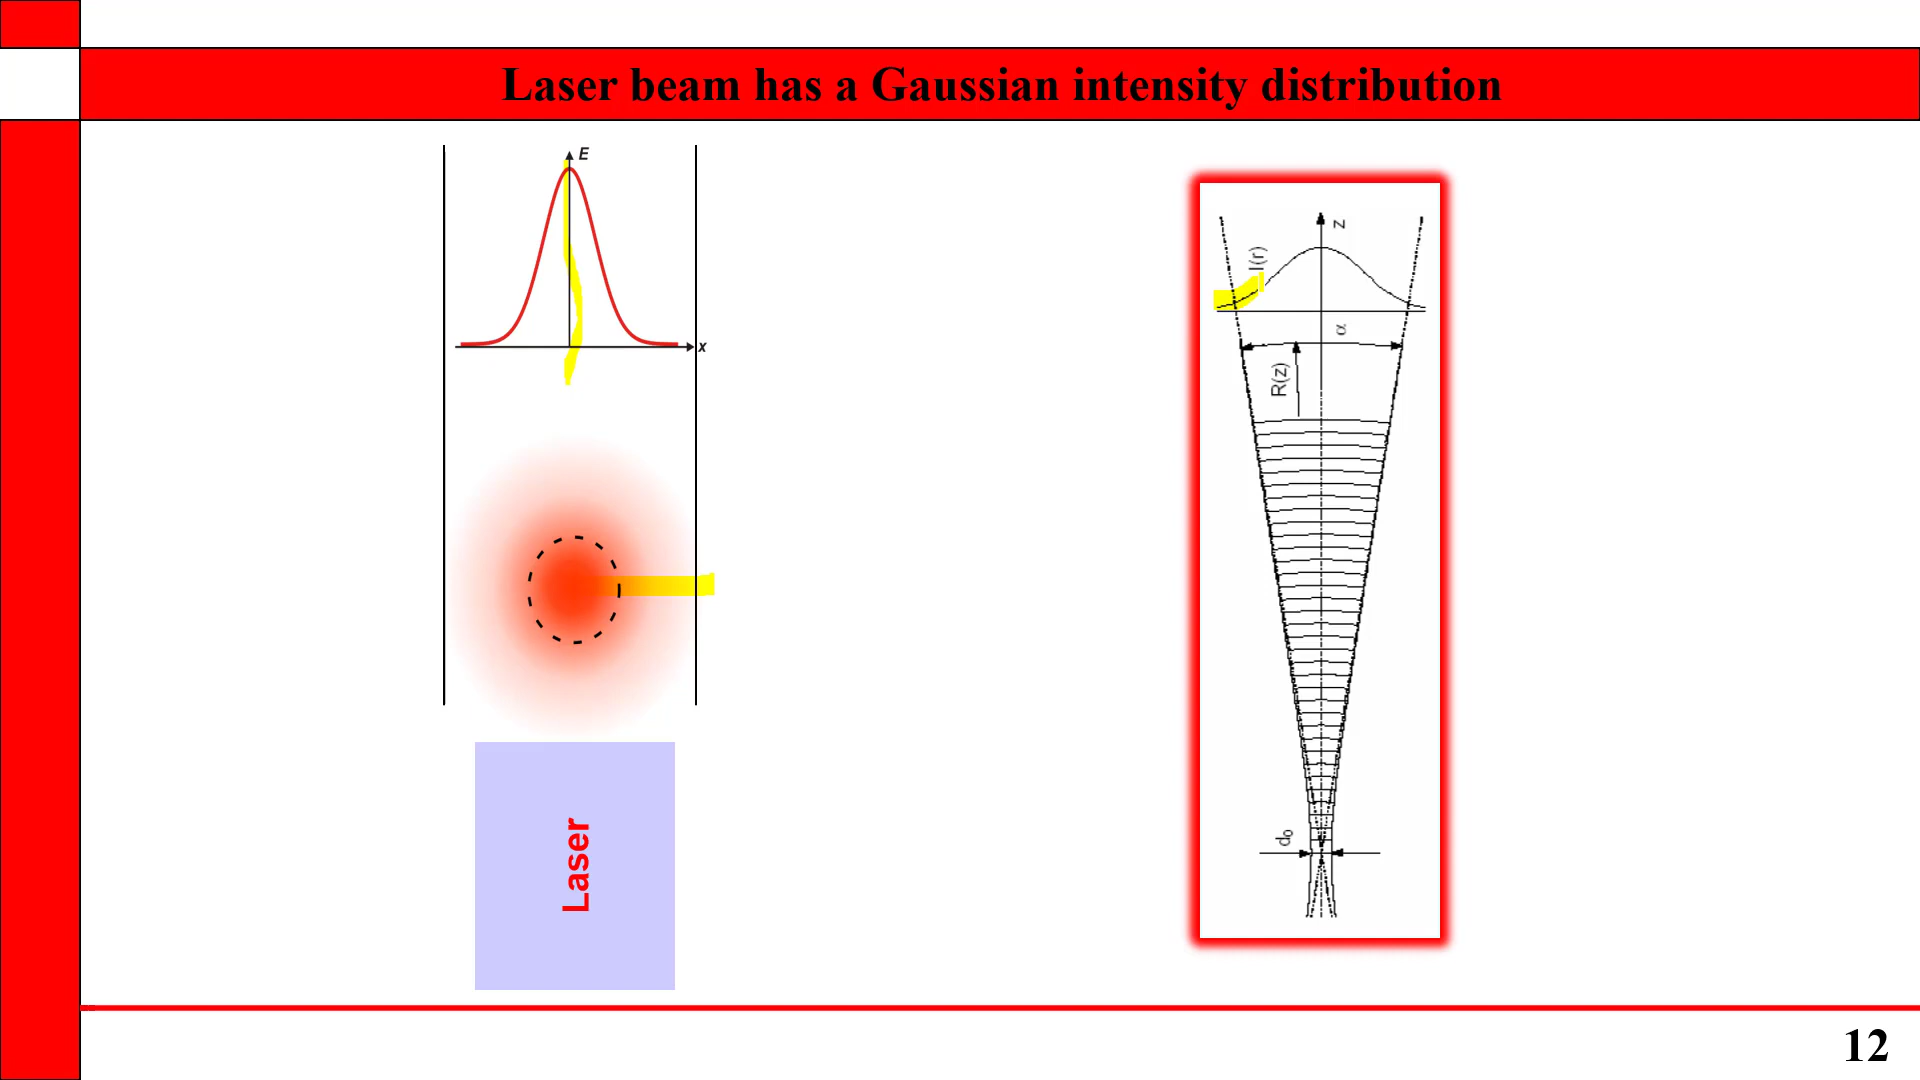 Laser beam has a Gaussian intensity distribution
E
x
Laser
z
I(r)
α
R(z)
d₀
12